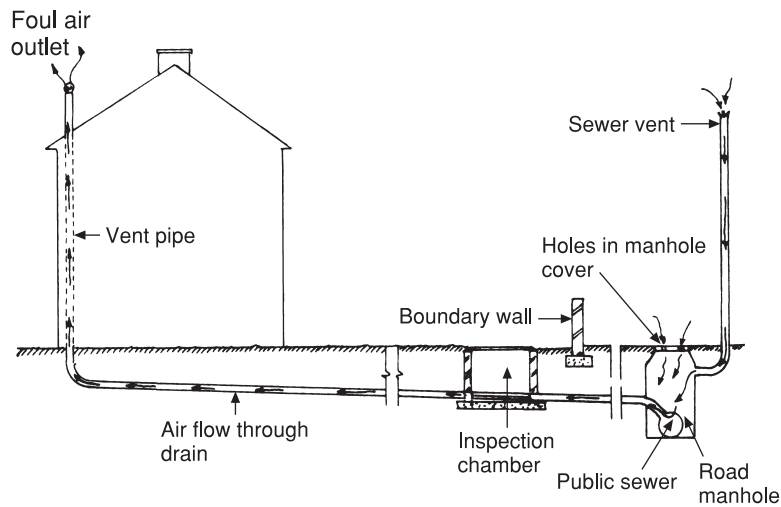 Foul air
outlet
Sewer vent
Vent pipe
Holes in manhole
cover
Boundary wall
Air flow through
drain
Inspection
chamber
Public sewer
Road
manhole